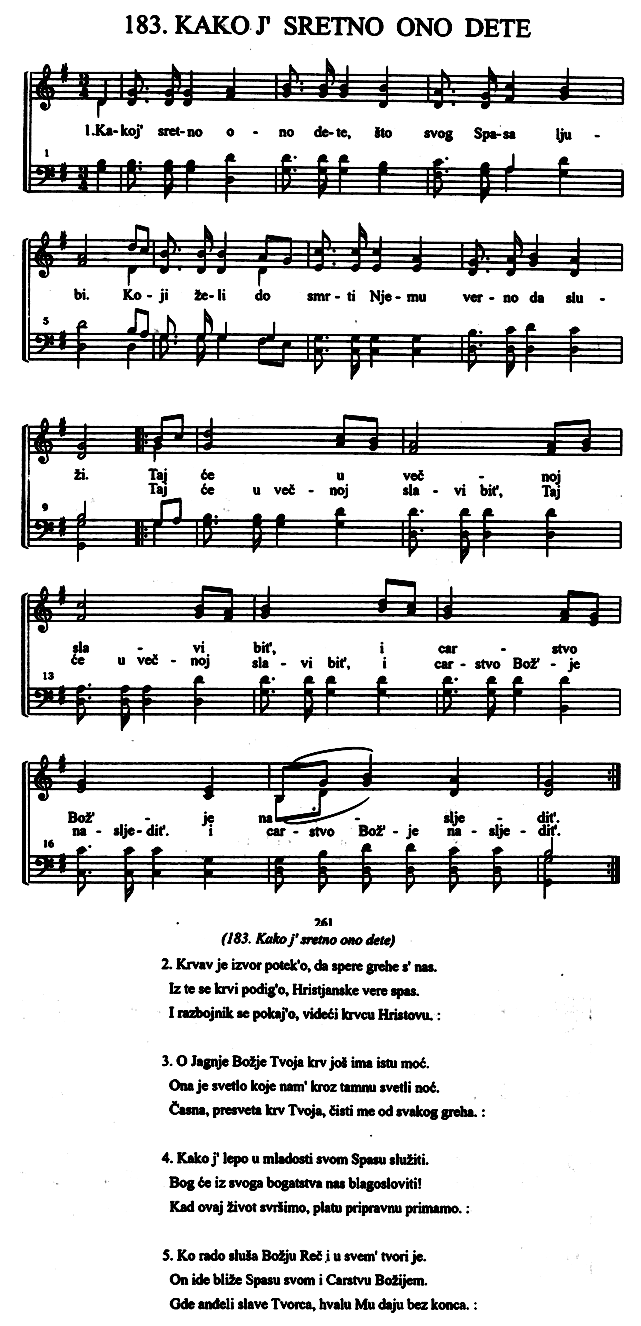 183. KAKO J' SRETNO ONO DETE
1.Ka-koj' sret-no o - no de-te, što svog Spa-sa lju -
1
bi. Ko - ji že-li do smr-ti Nje-mu ver-no da slu -
5
ži. Taj će u več - noj
Taj će u več - noj sla - vi bit', Taj
9
sla - vi bit', i car - stvo
će u več - noj sla - vi bit', i car-stvo Bož' - je
13
Bož' - je na - slje - dit'.
na-slje-dit'. i car-stvo Bož'-je na-slje-dit'.
16
261
(183. Kako j' sretno ono dete)
2. Krvav je izvor potek'o, da spere grehe s' nas.
Iz te se krvi podig'o, Hristjanske vere spas.
I razbojnik se pokaj'o, videći krvcu Hristovu. :
3. O Jagnje Božje Tvoja krv još ima istu moć.
Ona je svetlo koje nam' kroz tamnu svetli noć.
Časna, presveta krv Tvoja, čisti me od svakog greha. :
4. Kako j' lepo u mladosti svom Spasu služiti.
Bog će iz svoga bogatstva nas blagosloviti!
Kad ovaj život svršimo, platu pripravnu primamo. :
5. Ko rado sluša Božju Reč i u svem' tvori je.
On ide bliže Spasu svom i Carstvu Božijem.
Gde anđeli slave Tvorca, hvalu Mu daju bez konca. :